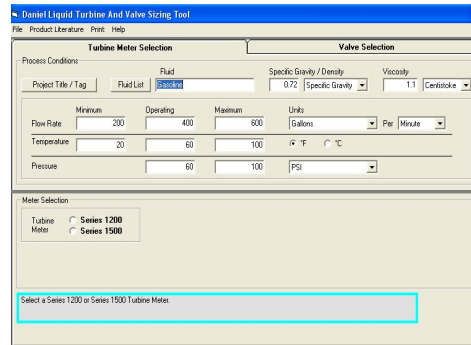 Daniel Liquid Turbine And Valve Sizing Tool
File Product Literature Print Help
Turbine Meter Selection Valve Selection
Process Conditions
Fluid Specific Gravity / Density Viscosity
Project Title / Tag Fluid List Gasoline 0.72 Specific Gravity 1.1 Centistoke
Minimum Operating Maximum Units
Flow Rate 200 400 600 Gallons Per Minute
Temperature 20 60 100 °F °C
Pressure 60 100 PSI
Meter Selection
Turbine Meter Series 1200
Series 1500
Select a Series 1200 or Series 1500 Turbine Meter.